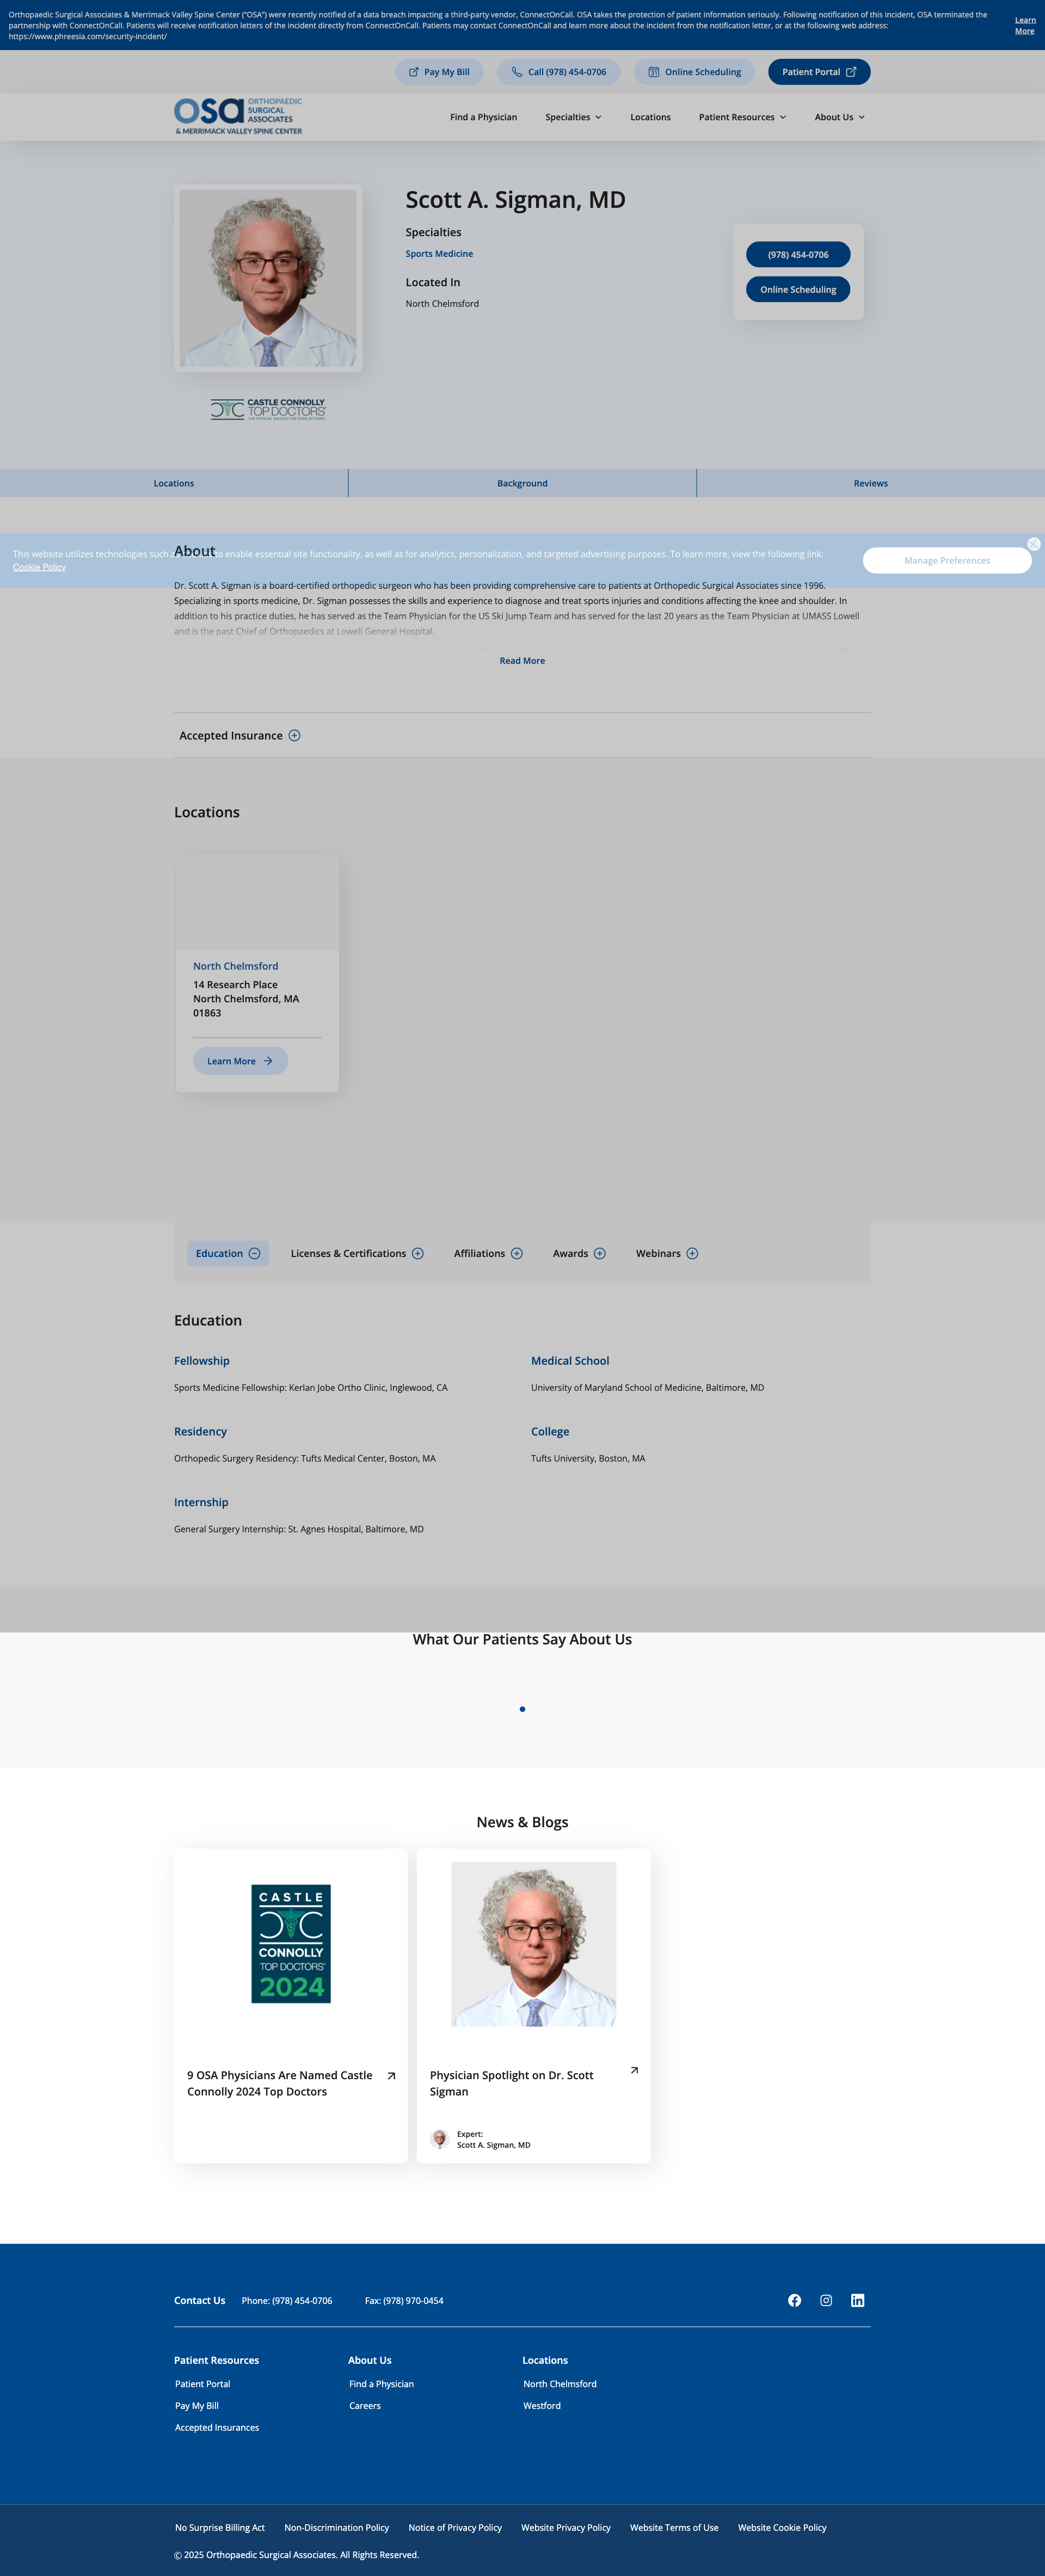 Orthopaedic Surgical Associates & Merrimack Valley Spine Center ("OSA") were recently notified of a data breach impacting a third-party vendor, ConnectOnCall. OSA takes the protection of patient information seriously. Following notification of this incident, OSA terminated the
partnership with ConnectOnCall. Patients will receive notification letters of the incident directly from ConnectOnCall. Patients may contact ConnectOnCall and learn more about the incident from the notification letter, or at the following web address:
https://www.phreesia.com/security-incident/
Learn
More
Pay My Bill
Call (978) 454-0706
Online Scheduling
Patient Portal
OSA ORTHOPAEDIC
SURGICAL
ASSOCIATES
& MERRIMACK VALLEY SPINE CENTER
Find a Physician
Specialties
Locations
Patient Resources
About Us
Scott A. Sigman, MD
Specialties
Sports Medicine
Located In
North Chelmsford
(978) 454-0706
Online Scheduling
CASTLE CONNOLLY
TOP DOCTORS
Locations
Background
Reviews
About
This website utilizes technologies such to enable essential site functionality, as well as for analytics, personalization, and targeted advertising purposes. To learn more, view the following link:
Cookie Policy
Manage Preferences
Dr. Scott A. Sigman is a board-certified orthopedic surgeon who has been providing comprehensive care to patients at Orthopedic Surgical Associates since 1996.
Specializing in sports medicine, Dr. Sigman possesses the skills and experience to diagnose and treat sports injuries and conditions affecting the knee and shoulder. In
addition to his practice duties, he has served as the Team Physician for the US Ski Jump Team and has served for the last 20 years as the Team Physician at UMASS Lowell
and is the past Chief of Orthopaedics at Lowell General Hospital.
Read More
Accepted Insurance
Locations
North Chelmsford
14 Research Place
North Chelmsford, MA
01863
Learn More
Education
Licenses & Certifications
Affiliations
Awards
Webinars
Education
Fellowship
Sports Medicine Fellowship: Kerlan Jobe Ortho Clinic, Inglewood, CA
Medical School
University of Maryland School of Medicine, Baltimore, MD
Residency
Orthopedic Surgery Residency: Tufts Medical Center, Boston, MA
College
Tufts University, Boston, MA
Internship
General Surgery Internship: St. Agnes Hospital, Baltimore, MD
What Our Patients Say About Us
News & Blogs
CASTLE
CONNOLLY
TOP DOCTORS
2024
9 OSA Physicians Are Named Castle
Connolly 2024 Top Doctors
Physician Spotlight on Dr. Scott
Sigman
Expert:
Scott A. Sigman, MD
Contact Us
Phone: (978) 454-0706
Fax: (978) 970-0454
Patient Resources
Patient Portal
Pay My Bill
Accepted Insurances
About Us
Find a Physician
Careers
Locations
North Chelmsford
Westford
No Surprise Billing Act
Non-Discrimination Policy
Notice of Privacy Policy
Website Privacy Policy
Website Terms of Use
Website Cookie Policy
© 2025 Orthopaedic Surgical Associates. All Rights Reserved.